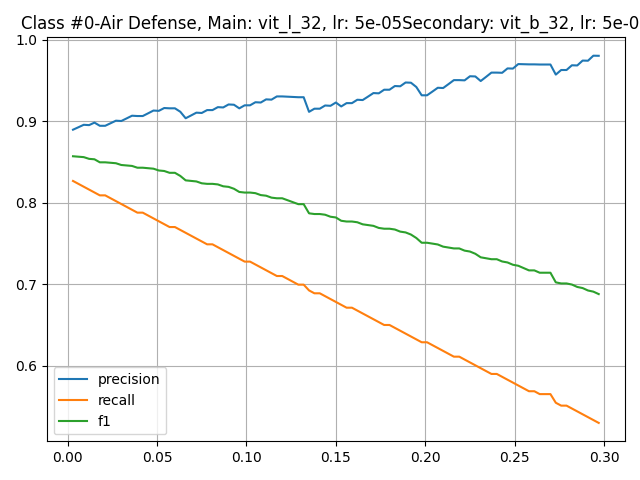 Class #0-Air Defense, Main: vit_l_32, lr: 5e-05Secondary: vit_b_32, lr: 5e-0
1.0
0.9
0.8
0.7
0.6
0.00 0.05 0.10 0.15 0.20 0.25 0.30
precision
recall
f1